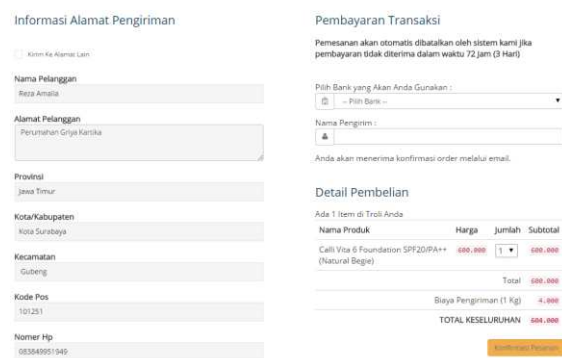 Informasi Alamat Pengiriman
Kirim Ke Alamat Lain
Nama Pelanggan
Reza Amalia
Alamat Pelanggan
Perumahan Griya Kartika
Provinsi
Jawa Timur
Kota/Kabupaten
Kota Surabaya
Kecamatan
Gubeng
Kode Pos
101251
Nomer Hp
083849951949
Pembayaran Transaksi
Pemesanan akan otomatis dibatalkan oleh sistem kami jika
pembayaran tidak diterima dalam waktu 72 Jam (3 Hari)
Pilih Bank yang Akan Anda Gunakan :
-- Pilih Bank --
Nama Pengirim :
Anda akan menerima konfirmasi order melalui email.
Detail Pembelian
Ada 1 Item di Troli Anda
Nama Produk Harga Jumlah Subtotal
Calli Vita 6 Foundation SPF20/PA++ 600.000 1 600.000
(Natural Begie)
Total 600.000
Biaya Pengiriman (1 Kg) 4.000
TOTAL KESELURUHAN 604.000
Konfirmasi Pesanan